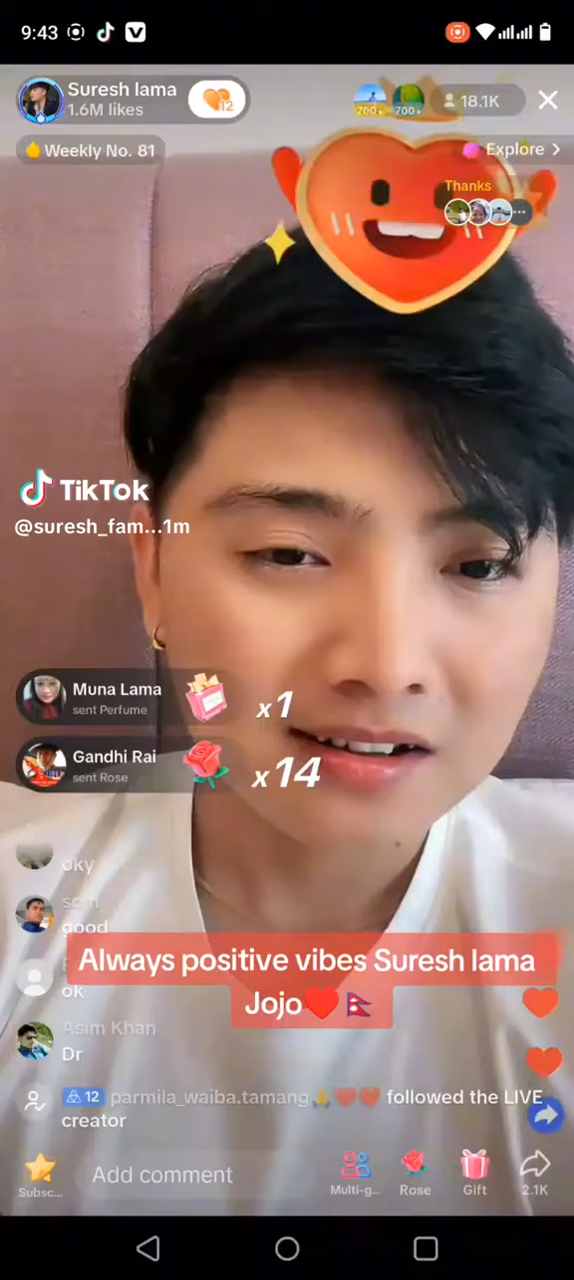 9:43
Suresh lama
1.6M likes
12
700+
700+
18.1K
Weekly No. 81
Explore >
Thanks
TikTok
@suresh_fam...1m
Muna Lama
sent Perfume
x1
Gandhi Rai
sent Rose
x14
oky
som
good
ok
Always positive vibes Suresh lama
Jojo❤️🇳🇵
Asim Khan
Dr
12 parmila_waiba.tamang🙏❤️❤️ followed the LIVE
creator
Subsc...
Add comment
Multi-g...
Rose
Gift
2.1K